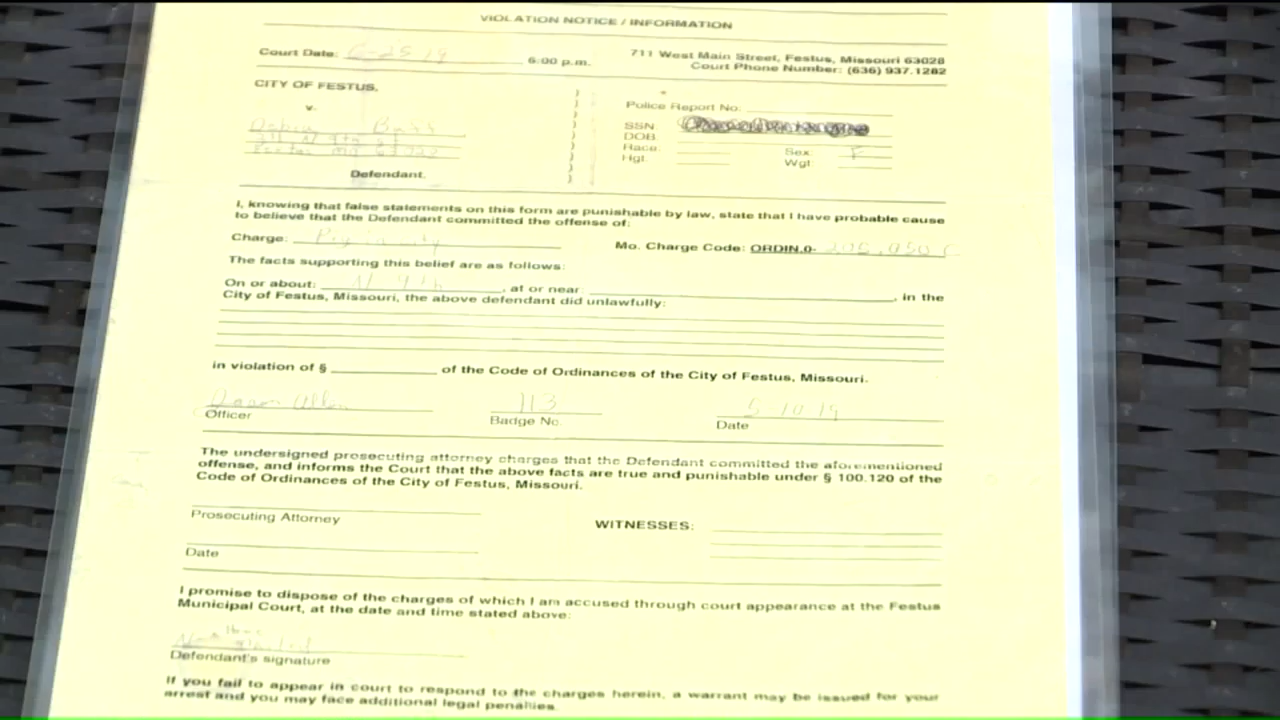 VIOLATION NOTICE / INFORMATION
Court Date: 6-25 19 6:00 p.m.
711 West Main Street, Festus, Missouri 63028
Court Phone Number: (636) 937.1282
CITY OF FESTUS,
v.
Defendant.
Police Report No:
SSN:
DOB:
Race: Sex: F
Hgt. Wgt:
I, knowing that false statements on this form are punishable by law, state that I have probable cause
to believe that the Defendant committed the offense of:
Charge: Mo. Charge Code: ORDIN.0- 205.050 C
The facts supporting this belief are as follows:
On or about: N 9th, at or near: , in the
City of Festus, Missouri, the above defendant did unlawfully:
in violation of § of the Code of Ordinances of the City of Festus, Missouri.
113 5 10 19
Officer Badge No. Date
The undersigned prosecuting attorney charges that the Defendant committed the aforementioned
offense, and informs the Court that the above facts are true and punishable under § 100.120 of the
Code of Ordinances of the City of Festus, Missouri.
Prosecuting Attorney
WITNESSES:
Date
I promise to dispose of the charges of which I am accused through court appearance at the Festus
Municipal Court, at the date and time stated above:
Defendant's signature
If you fail to appear in court to respond to the charges herein, a warrant may be issued for your
arrest and you may face additional legal penalties.